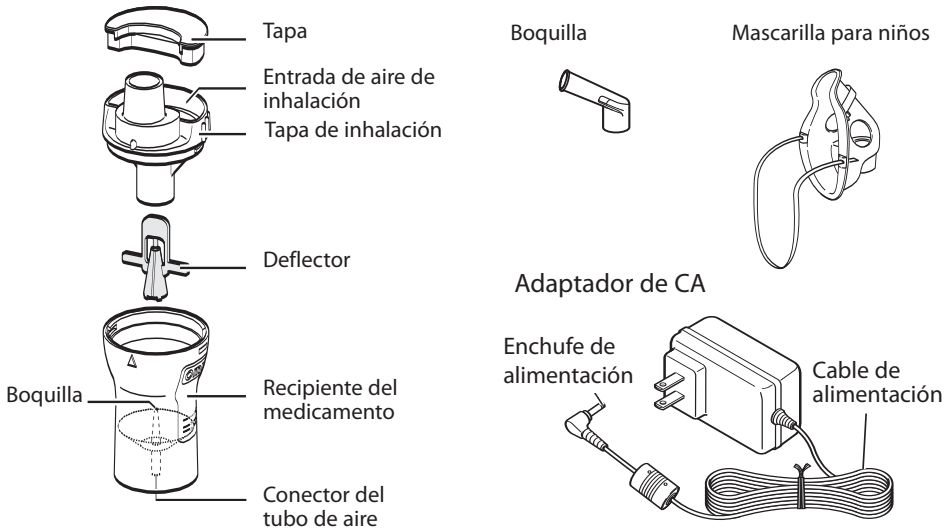 Tapa
Entrada de aire de
inhalación
Tapa de inhalación
Deflector
Boquilla
Recipiente del
medicamento
Conector del
tubo de aire
Boquilla
Mascarilla para niños
Adaptador de CA
Enchufe de
alimentación
Cable de
alimentación